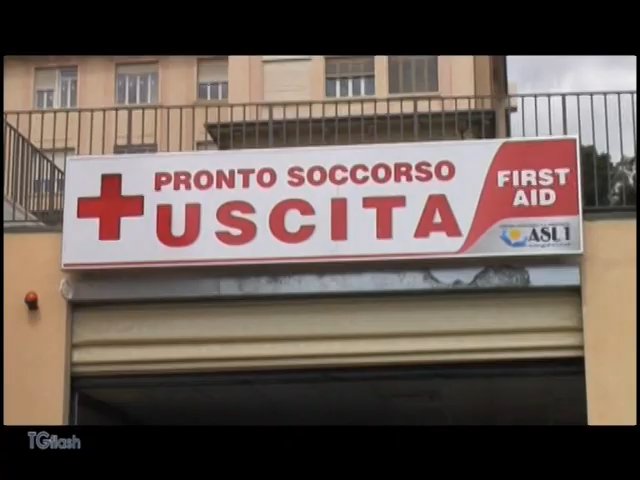 PRONTO SOCCORSO
USCITA
FIRST
AID
ASL1
TGflash